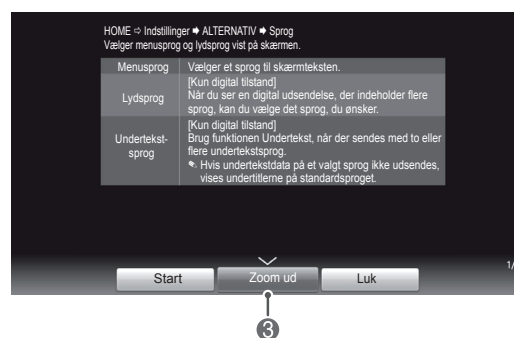 HOME ⇨ Indstillinger ➡ ALTERNATIV ➡ Sprog
Vælger menusprog og lydsprog vist på skærmen.
Menusprog Vælger et sprog til skærmteksten.
Lydsprog
[Kun digital tilstand]
Når du ser en digital udsendelse, der indeholder flere
sprog, kan du vælge det sprog, du ønsker.
Undertekst-
sprog
[Kun digital tilstand]
Brug funktionen Undertekst, når der sendes med to eller
flere undertekstsprog.
Hvis undertekstdata på et valgt sprog ikke udsendes,
vises undertitlerne på standardsproget.
1/
Start Zoom ud Luk
3